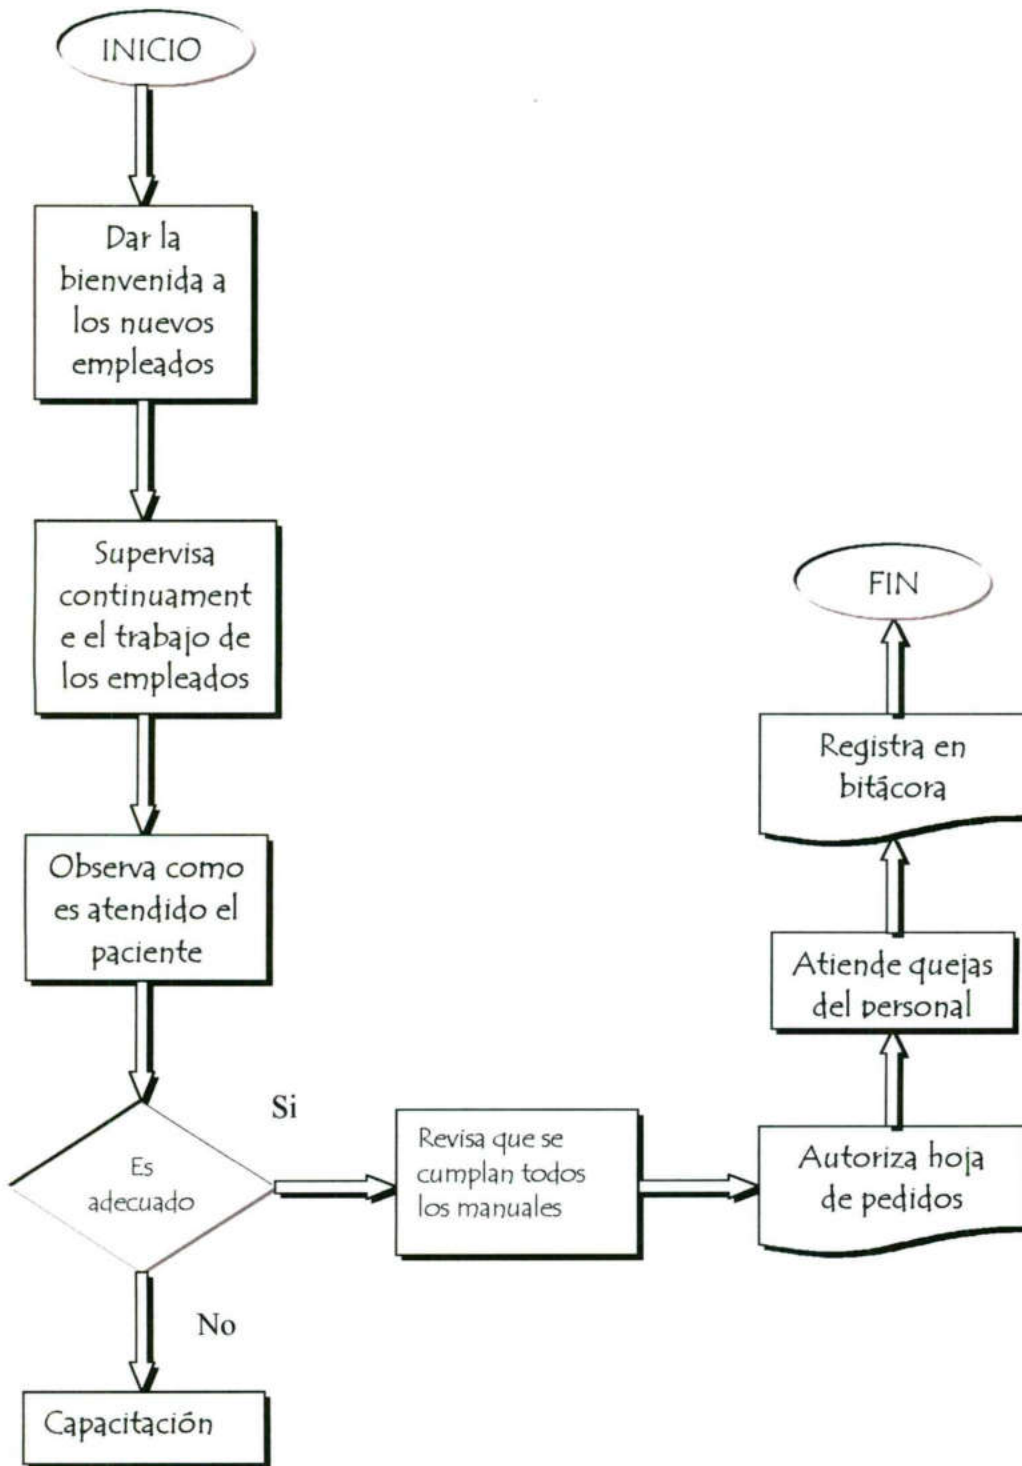 INICIO
Dar la
bienvenida a
los nuevos
empleados
Supervisa
continuament
e el trabajo de
los empleados
Observa como
es atendido el
paciente
Es
adecuado
Si
No
Capacitación
Revisa que se
cumplan todos
los manuales
Autoriza hoja
de pedidos
Atiende quejas
del personal
Registra en
bitácora
FIN